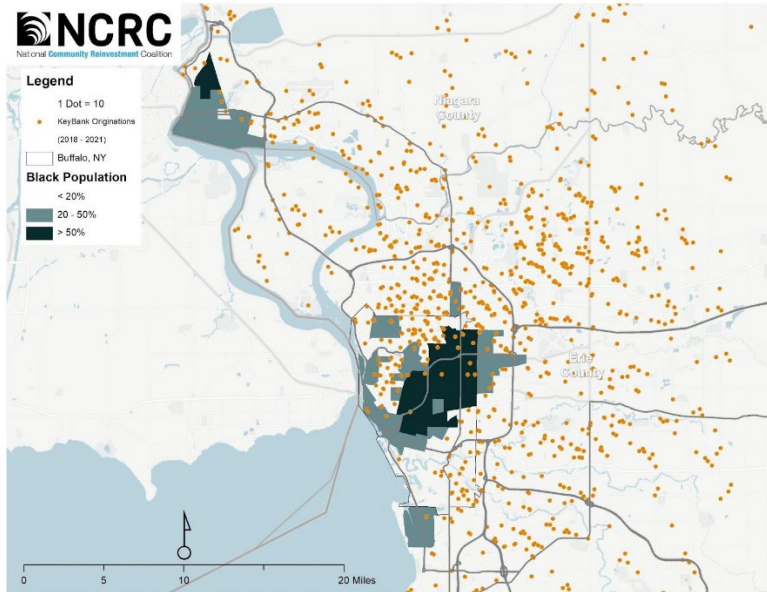 NCRC
National Community Reinvestment Coalition
Legend
1 Dot = 10
KeyBank Originations
(2018 - 2021)
Buffalo, NY
Black Population
< 20%
20 - 50%
> 50%
Niagara
County
Erie
County
0 5 10 20 Miles